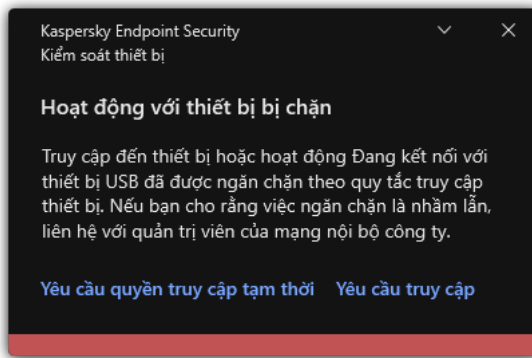 Kaspersky Endpoint Security
Kiểm soát thiết bị
Hoạt động với thiết bị bị chặn
Truy cập đến thiết bị hoặc hoạt động Đang kết nối với
thiết bị USB đã được ngăn chặn theo quy tắc truy cập
thiết bị. Nếu bạn cho rằng việc ngăn chặn là nhầm lẫn,
liên hệ với quản trị viên của mạng nội bộ công ty.
Yêu cầu quyền truy cập tạm thời Yêu cầu truy cập